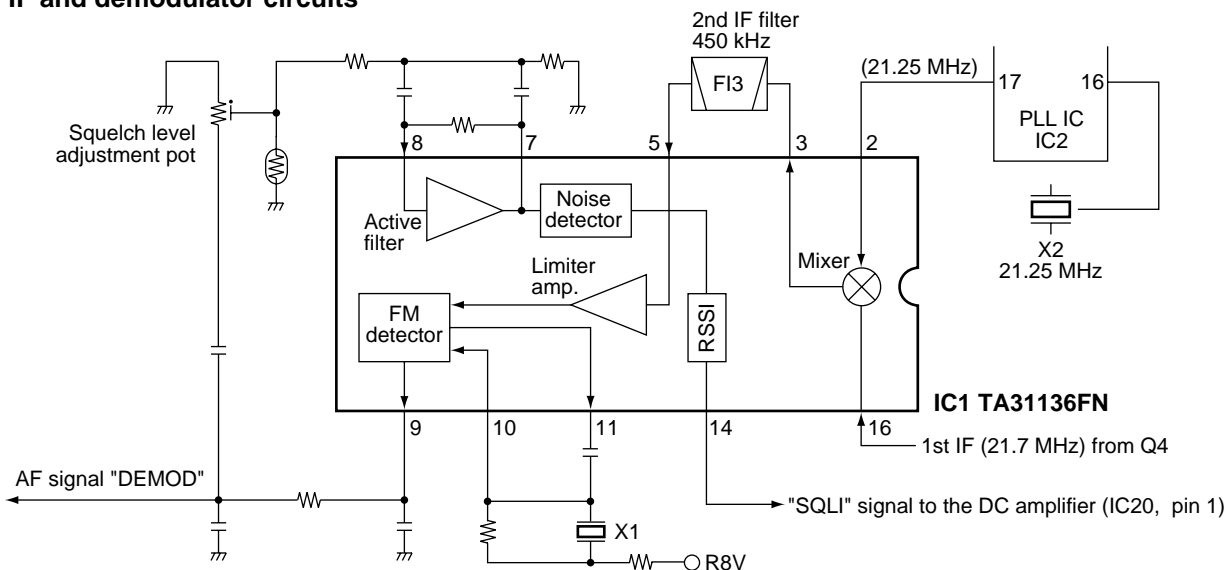 IF and demodulator circuits
2nd IF filter
450 kHz
FI3
(21.25 MHz)
17
16
PLL IC
IC2
Squelch level
adjustment pot
8
7
5
3
2
Active
filter
Noise
detector
X2
21.25 MHz
Mixer
Limiter
amp.
FM
detector
RSSI
IC1 TA31136FN
9
10
11
14
16
1st IF (21.7 MHz) from Q4
AF signal "DEMOD"
"SQLI" signal to the DC amplifier (IC20, pin 1)
X1
R8V